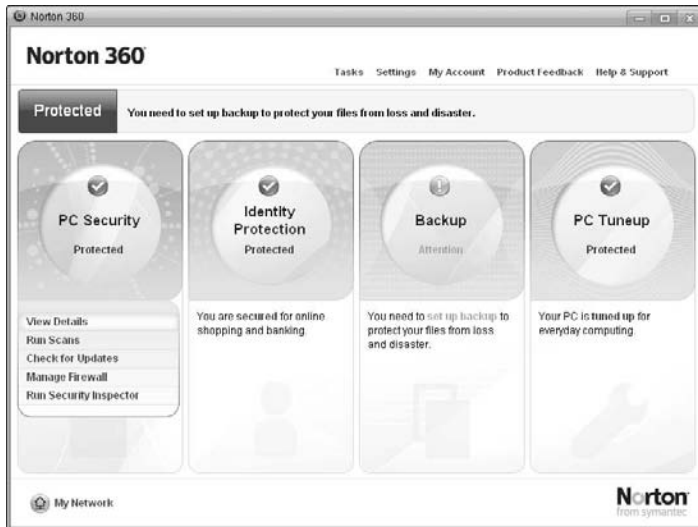 Norton 360
Norton 360
Tasks Settings My Account Product Feedback Help & Support
Protected
You need to set up backup to protect your files from loss and disaster.
PC Security
Protected
View Details
Run Scans
Check for Updates
Manage Firewall
Run Security Inspector
Identity
Protection
Protected
You are secured for online
shopping and banking.
Backup
Attention
You need to set up backup to
protect your files from loss
and disaster.
PC Tuneup
Protected
Your PC is tuned up for
everyday computing.
My Network
Norton
from symantec